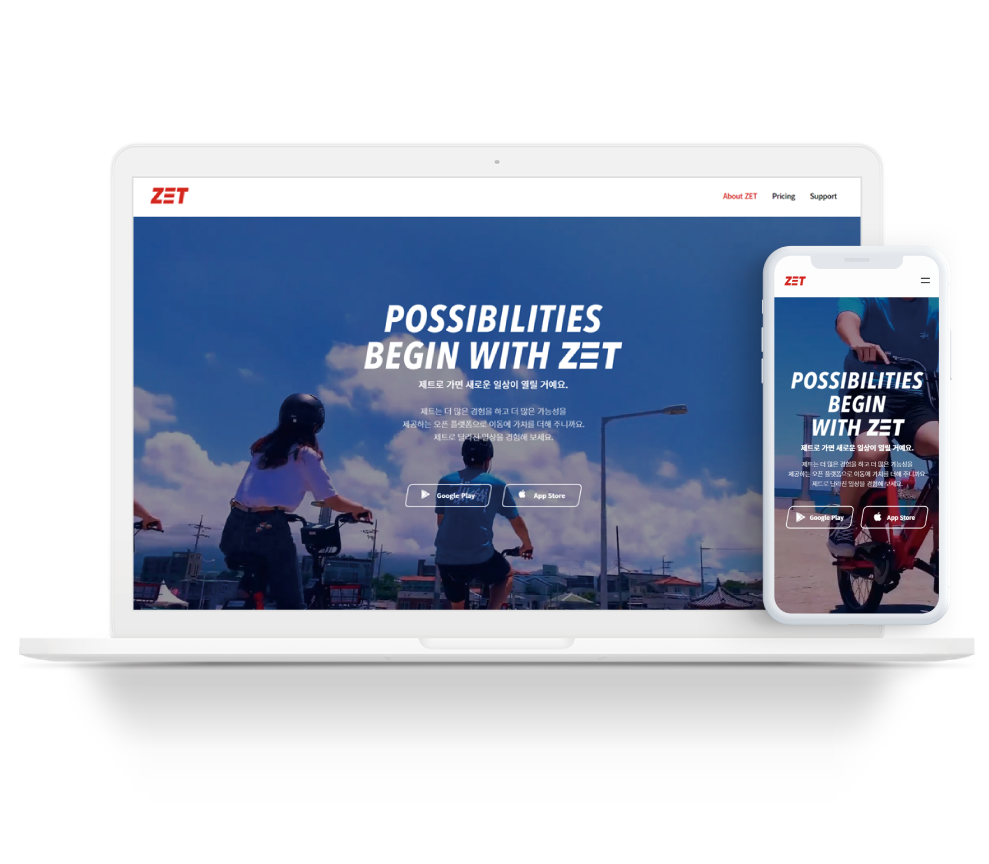 ZET
About ZET Pricing Support
POSSIBILITIES
BEGIN WITH ZET
제트로 가면 새로운 일상이 열릴 거예요.
제트는 더 많은 경험을 하고 더 많은 가능성을
제공하는 오픈 플랫폼으로 이동에 가치를 더해 주니까요.
제트로 달라진 일상을 경험해 보세요.
Google Play App Store
ZET
POSSIBILITIES
BEGIN
WITH ZET
제트로 가면 새로운 일상이 열릴 거예요.
제트는 더 많은 경험을 하고 더 많은 가능성을
제공하는 오픈 플랫폼으로 이동에 가치를 더해 주니까요.
제트로 달라진 일상을 경험해 보세요.
Google Play App Store